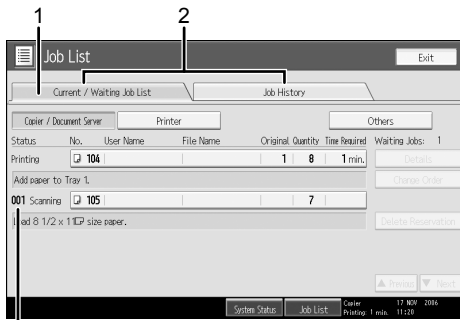 1
2
Job List
Exit
Current / Waiting Job List
Job History
Copier / Document Server
Printer
Others
Status No. User Name File Name Original Quantity Time Required Waiting Jobs: 1
Printing 104 1 8 1 min. Details
Add paper to Tray 1. Change Order
001 Scanning 105 7
ad 8 1/2 x 11 size paper. Delete Reservation
▲ Previous ▼ Next
System Status Job List Copier 17 NOV 2006
Printing: 1 min. 11:20